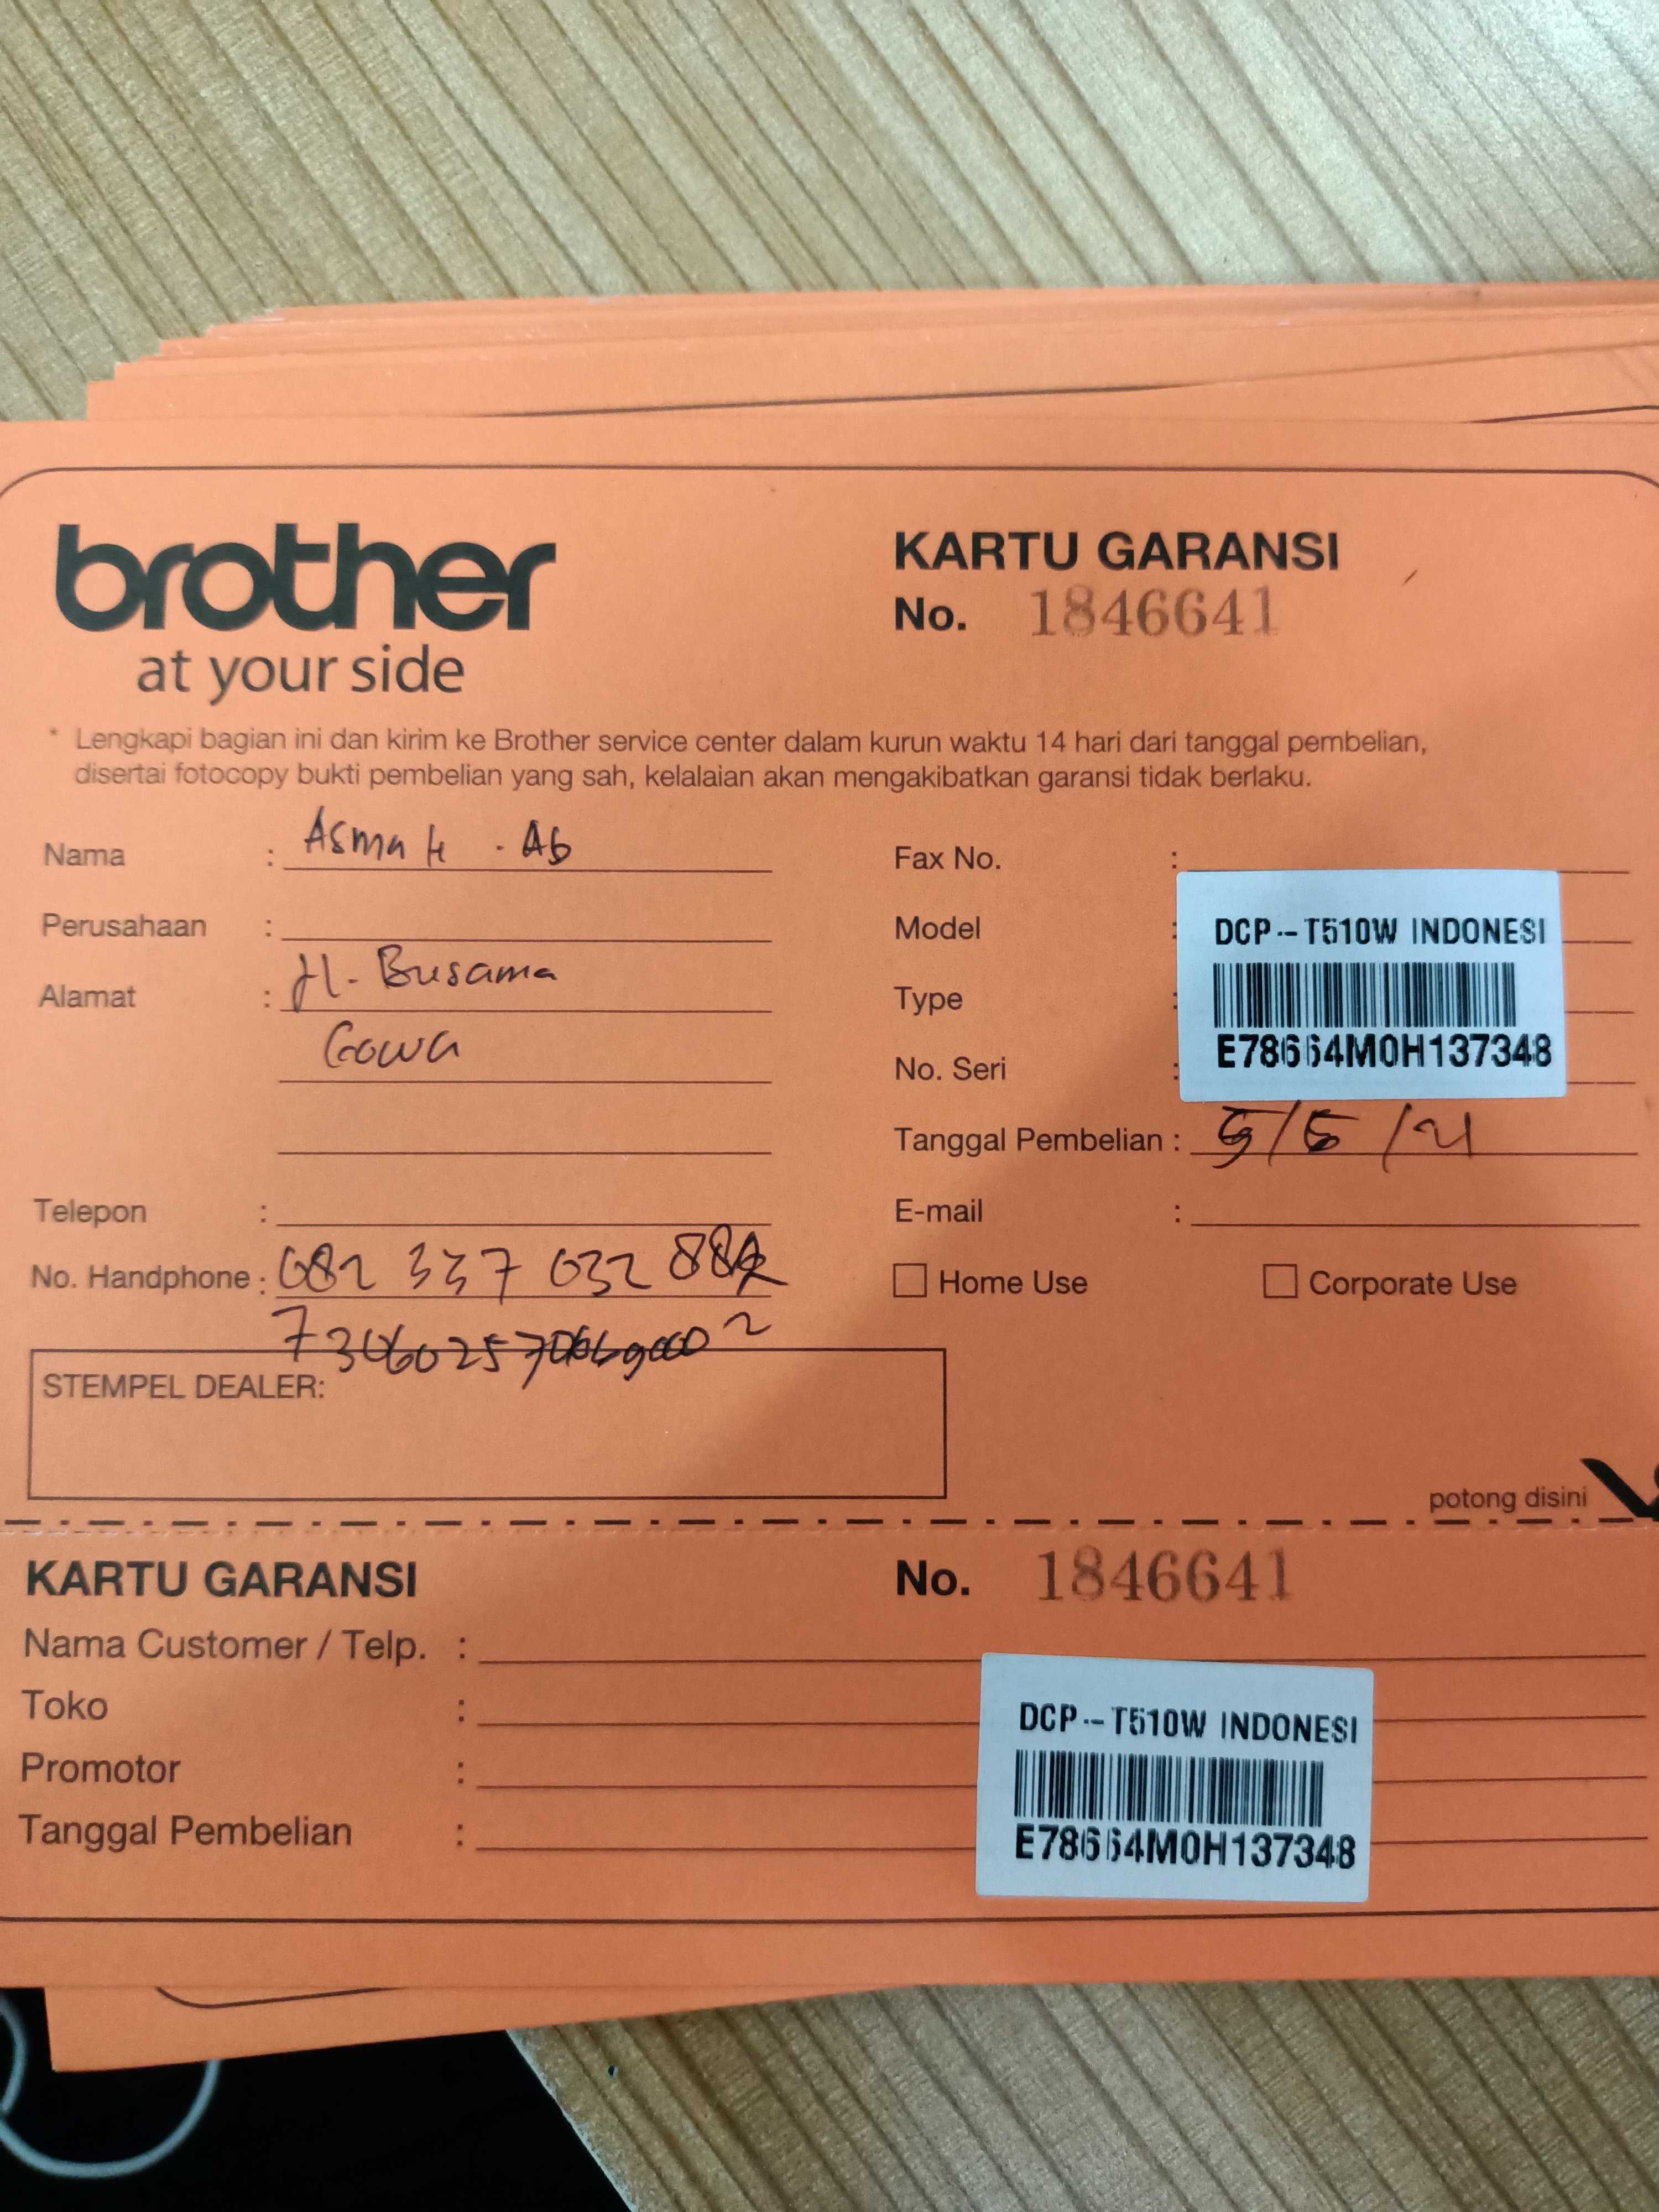 brother
at your side
KARTU GARANSI
No. 1846641
* Lengkapi bagian ini dan kirim ke Brother service center dalam kurun waktu 14 hari dari tanggal pembelian,
disertai fotocopy bukti pembelian yang sah, kelalaian akan mengakibatkan garansi tidak berlaku.
Nama : Asmah . Ab
Perusahaan :
Alamat : Jl. Busama
Gowa
Telepon :
No. Handphone : 082 337 032
STEMPEL DEALER:
Fax No. :
Model : DCP-T510W INDONESI
Type :
No. Seri : E78664M0H137348
Tanggal Pembelian : 5/5/21
E-mail :
Home Use
Corporate Use
potong disini
KARTU GARANSI
No. 1846641
Nama Customer / Telp. :
Toko :
Promotor :
Tanggal Pembelian :
DCP-T510W INDONESI
E78664M0H137348